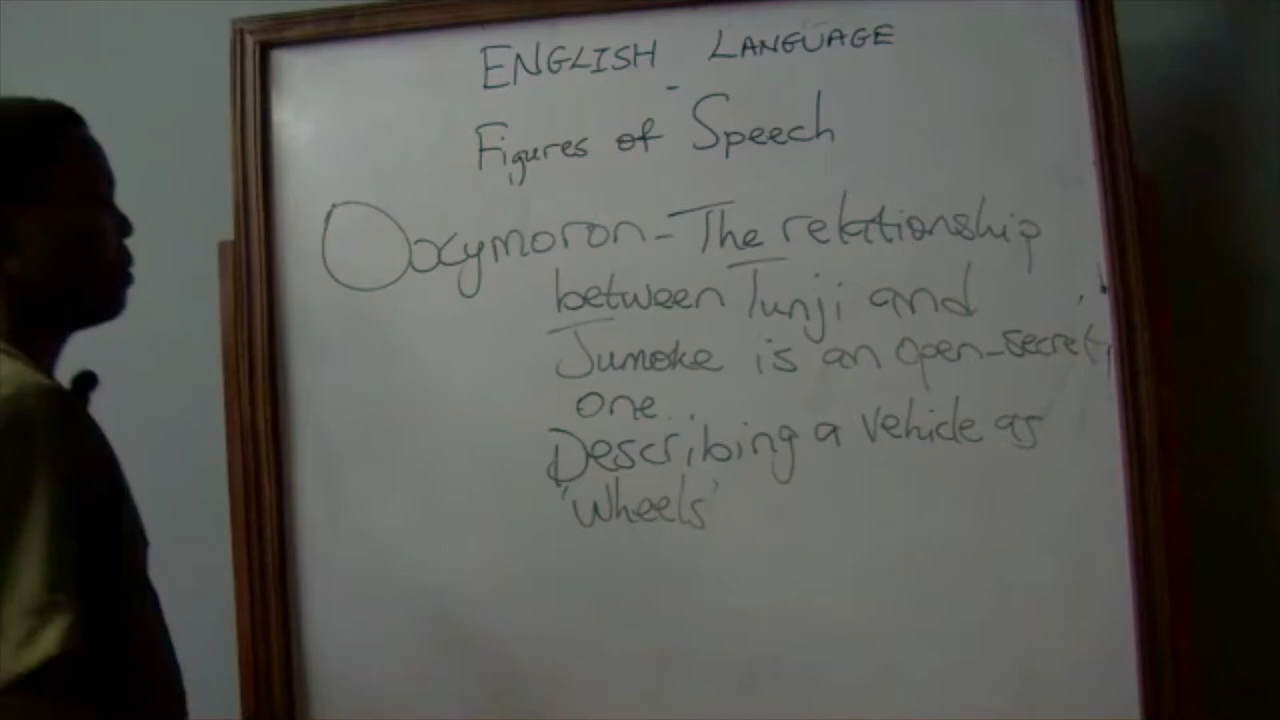 ENGLISH LANGUAGE
-
Figures of Speech
Oxymoron - The relationship
between Tunji and
Jumoke is an open-secret
one..
Describing a vehicle as
'Wheels'